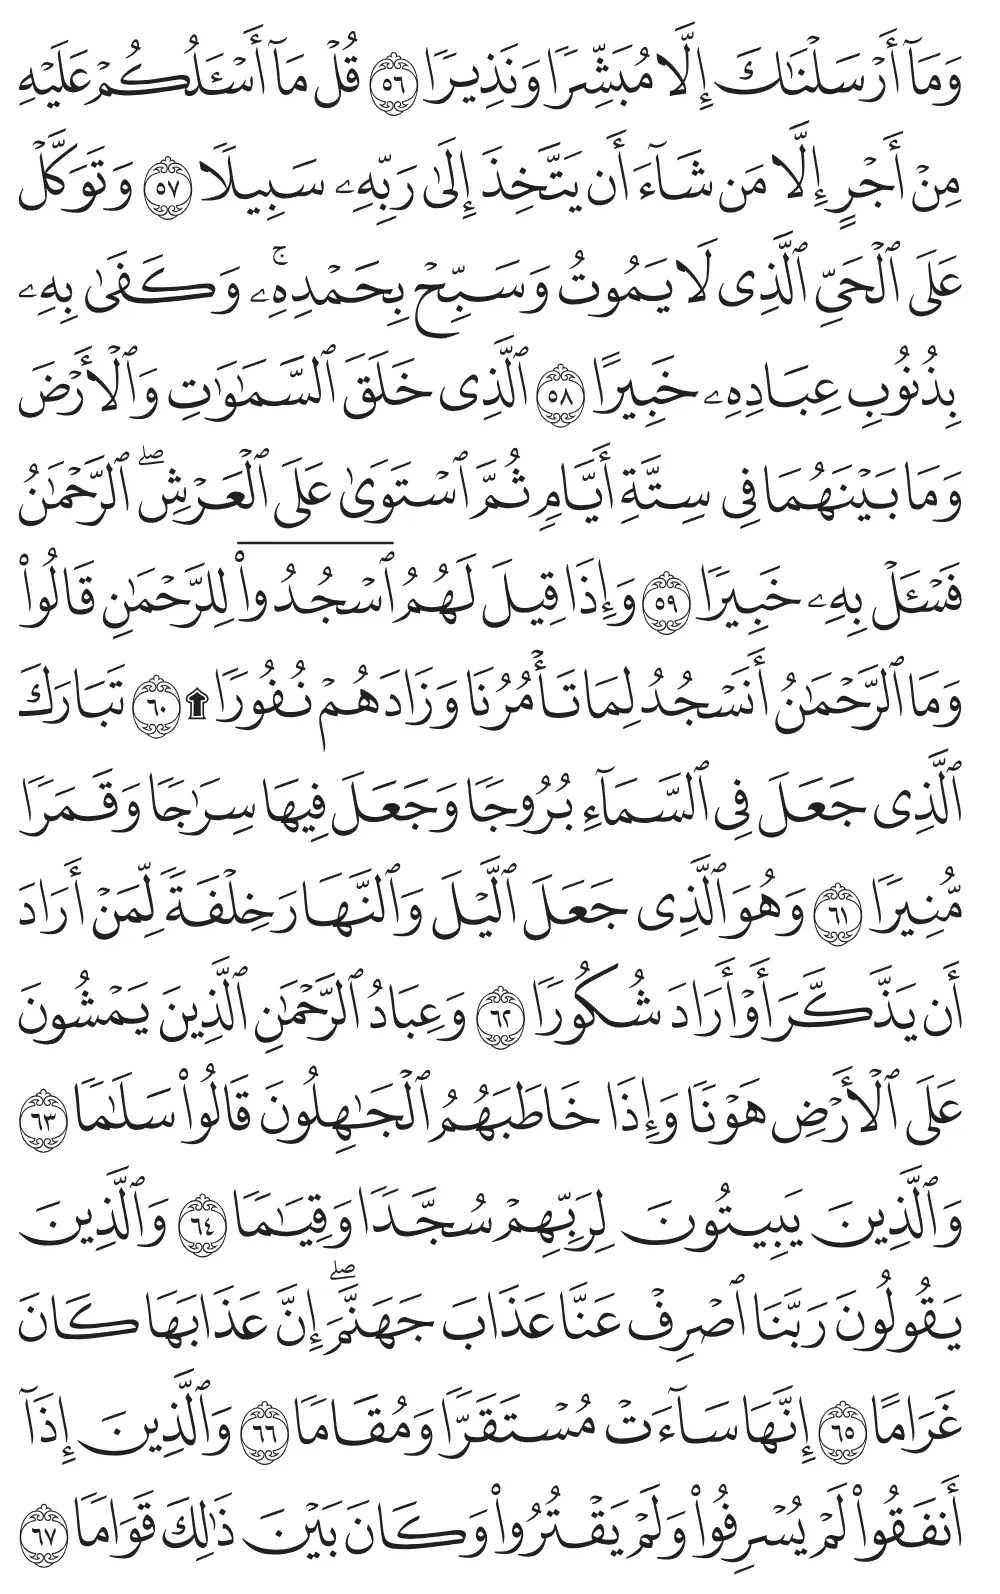 وَمَآ أَرۡسَلۡنَٰكَ إِلَّا مُبَشِّرٗا وَنَذِيرٗا ٥٦ قُلۡ مَآ أَسۡـَٔلُكُمۡ عَلَيۡهِ
مِنۡ أَجۡرٍ إِلَّا مَن شَآءَ أَن يَتَّخِذَ إِلَىٰ رَبِّهِۦ سَبِيلٗا ٥٧ وَتَوَكَّلۡ
عَلَى ٱلۡحَيِّ ٱلَّذِى لَا يَمُوتُ وَسَبِّحۡ بِحَمۡدِهِۦۚ وَكَفَىٰ بِهِۦ
بِذُنُوبِ عِبَادِهِۦ خَبِيرًا ٥٨ ٱلَّذِى خَلَقَ ٱلسَّمَٰوَٰتِ وَٱلۡأَرۡضَ
وَمَا بَيۡنَهُمَا فِى سِتَّةِ أَيَّامٖ ثُمَّ ٱسۡتَوَىٰ عَلَى ٱلۡعَرۡشِۖ ٱلرَّحۡمَٰنُ
فَسۡـَٔلۡ بِهِۦ خَبِيرٗا ٥٩ وَإِذَا قِيلَ لَهُمُ ٱسۡجُدُواْ لِلرَّحۡمَٰنِ قَالُواْ
وَمَا ٱلرَّحۡمَٰنُ أَنَسۡجُدُ لِمَا تَأۡمُرُنَا وَزَادَهُمۡ نُفُورٗا ۩ ٦٠ تَبَارَكَ
ٱلَّذِى جَعَلَ فِى ٱلسَّمَآءِ بُرُوجٗا وَجَعَلَ فِيهَا سِرَٰجٗا وَقَمَرٗا
مُّنِيرٗا ٦١ وَهُوَ ٱلَّذِى جَعَلَ ٱلَّيۡلَ وَٱلنَّهَارَ خِلۡفَةٗ لِّمَنۡ أَرَادَ
أَن يَذَّكَّرَ أَوۡ أَرَادَ شُكُورٗا ٦٢ وَعِبَادُ ٱلرَّحۡمَٰنِ ٱلَّذِينَ يَمۡشُونَ
عَلَى ٱلۡأَرۡضِ هَوۡنٗا وَإِذَا خَاطَبَهُمُ ٱلۡجَٰهِلُونَ قَالُواْ سَلَٰمٗا ٦٣
وَٱلَّذِينَ يَبِيتُونَ لِرَبِّهِمۡ سُجَّدٗا وَقِيَٰمٗا ٦٤ وَٱلَّذِينَ
يَقُولُونَ رَبَّنَا ٱصۡرِفۡ عَنَّا عَذَابَ جَهَنَّمَۖ إِنَّ عَذَابَهَا كَانَ
غَرَامًا ٦٥ إِنَّهَا سَآءَتۡ مُسۡتَقَرّٗا وَمُقَامٗا ٦٦ وَٱلَّذِينَ إِذَآ
أَنفَقُواْ لَمۡ يُسۡرِفُواْ وَلَمۡ يَقۡتُرُواْ وَكَانَ بَيۡنَ ذَٰلِكَ قَوَامٗا ٦٧